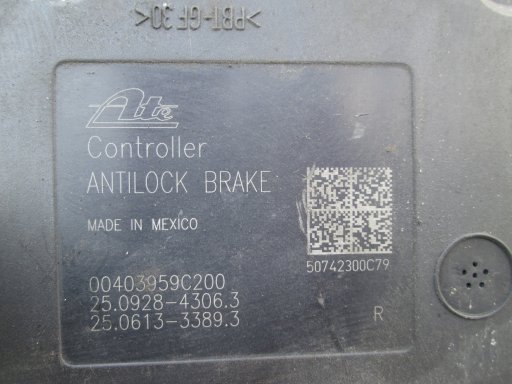 >PBT-GF30<
Ate
Controller
ANTILOCK BRAKE
MADE IN MEXICO
50742300C79
00403959C200
25.0928-4306.3
25.0613-3389.3
R